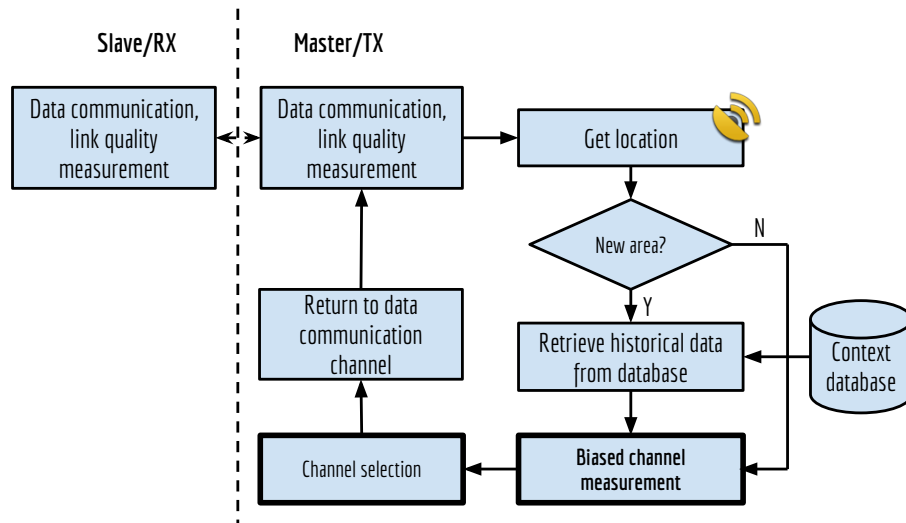 Slave/RX
Master/TX
Data communication,
link quality
measurement
Data communication,
link quality
measurement
Get location
New area?
N
Y
Return to data
communication
channel
Retrieve historical data
from database
Context
database
Channel selection
Biased channel
measurement